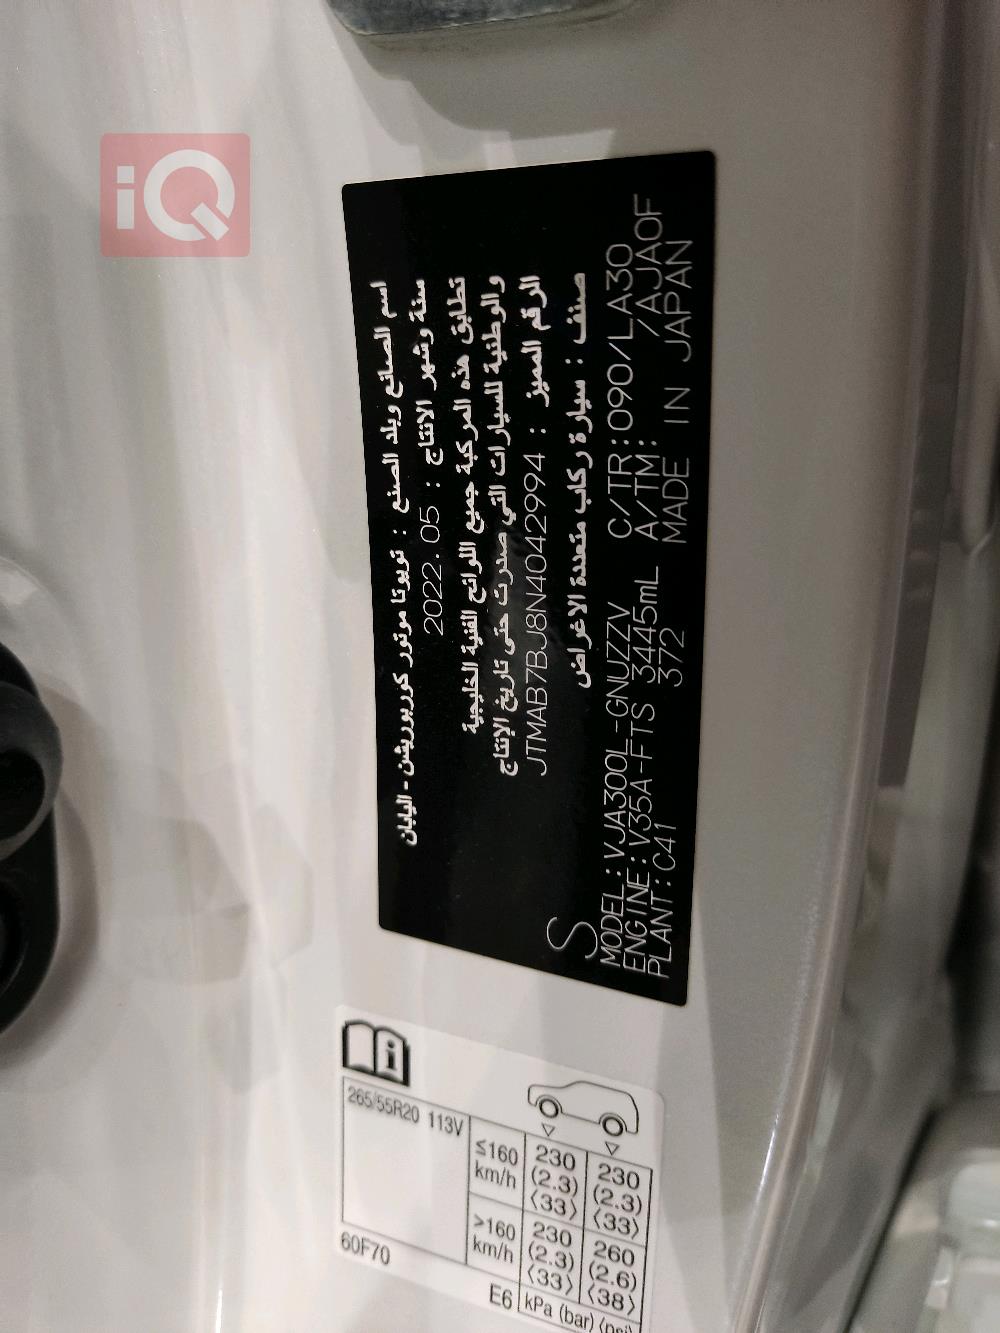 iQ
اسم الصانع وبلد الصنع : تويوتا موتور كوربوريشن - اليابان
سنة وشهر الانتاج : 2022.05
تطابق هذه المركبة جميع اللوائح الفنية الخليجية
والوطنية للسيارات التي صدرت حتى تاريخ الإنتاج
الرقم المميز : JTMAB7BJ8N4042994
صنف : سيارة ركاب متعددة الاغراض
S
MODEL:VJA300L-GNUZZV C/TR:090/LA30
ENGINE:V35A-FTS 3445mL A/TM: /AJAOF
PLANT:C41 372 MADE IN JAPAN
265/55R20 113V
≤160 km/h 230 (2.3) ⟨33⟩ 230 (2.3) ⟨33⟩
>160 km/h 230 (2.3) ⟨33⟩ 260 (2.6) ⟨38⟩
60F70 E6 kPa (bar)